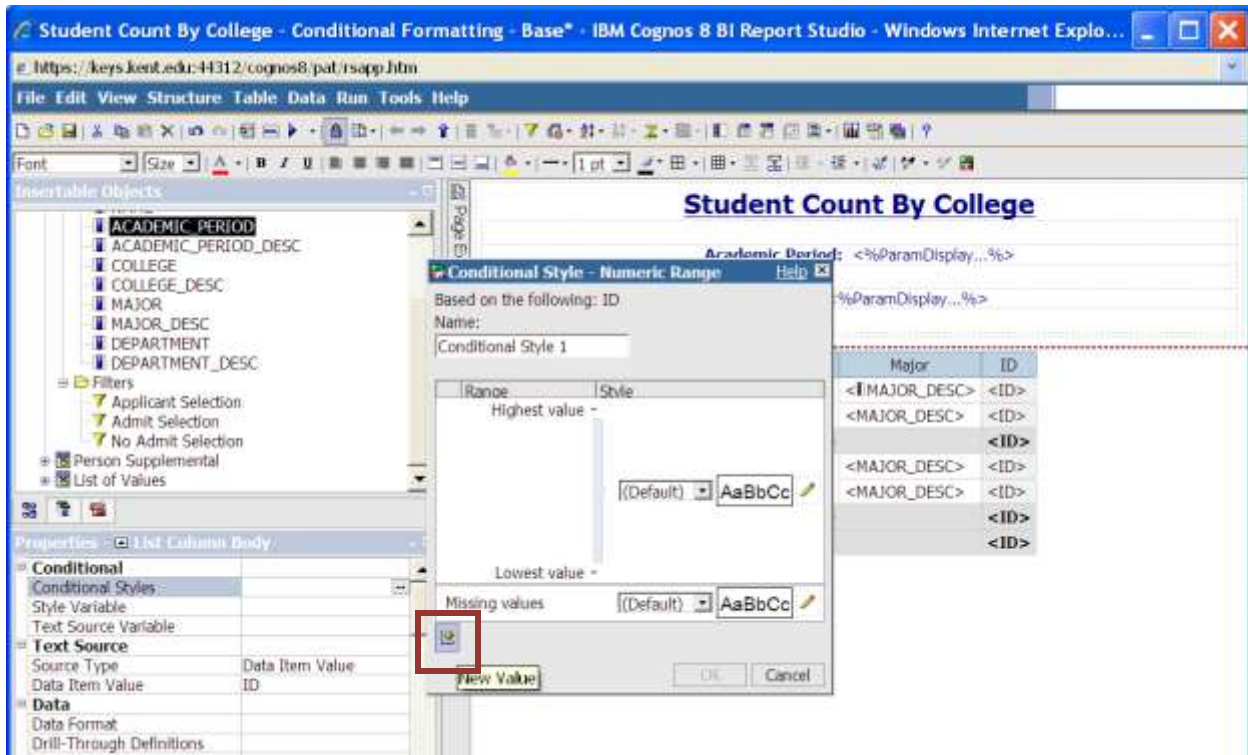 Student Count By College - Conditional Formatting - Base* - IBM Cognos 8 BI Report Studio - Windows Internet Explo...
https://keys.kent.edu:44312/cognos8/pat/rsapp.htm
File Edit View Structure Table Data Run Tools Help
Font Size A B I U 1 pt
Insertable Objects
ACADEMIC_PERIOD
ACADEMIC_PERIOD_DESC
COLLEGE
COLLEGE_DESC
MAJOR
MAJOR_DESC
DEPARTMENT
DEPARTMENT_DESC
Filters
Applicant Selection
Admit Selection
No Admit Selection
Person Supplemental
List of Values
Properties - List Column Body
Conditional
Conditional Styles
Style Variable
Text Source Variable
Text Source
Source Type Data Item Value
Data Item Value ID
Data
Data Format
Drill-Through Definitions
Page E
Student Count By College
Academic Period: <%ParamDisplay...%>
%ParamDisplay...%>
Major ID
<MAJOR_DESC> <ID>
<MAJOR_DESC> <ID>
<ID>
<MAJOR_DESC> <ID>
<MAJOR_DESC> <ID>
<ID>
<ID>
Conditional Style - Numeric Range Help
Based on the following: ID
Name:
Conditional Style 1
Range Style
Highest value -
(Default) AaBbCc
Lowest value -
Missing values (Default) AaBbCc
New Value
OK Cancel